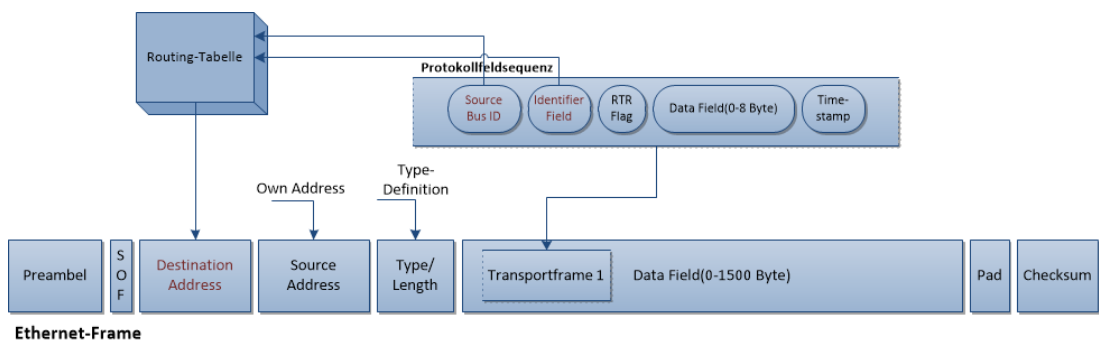 Routing-Tabelle
Protokollfeldsequenz
Source
Bus ID
Identifier
Field
RTR
Flag
Data Field(0-8 Byte)
Time-
stamp
Own Address
Type-
Definition
Preambel
S
O
F
Destination
Address
Source
Address
Type/
Length
Transportframe 1
Data Field(0-1500 Byte)
Pad
Checksum
Ethernet-Frame